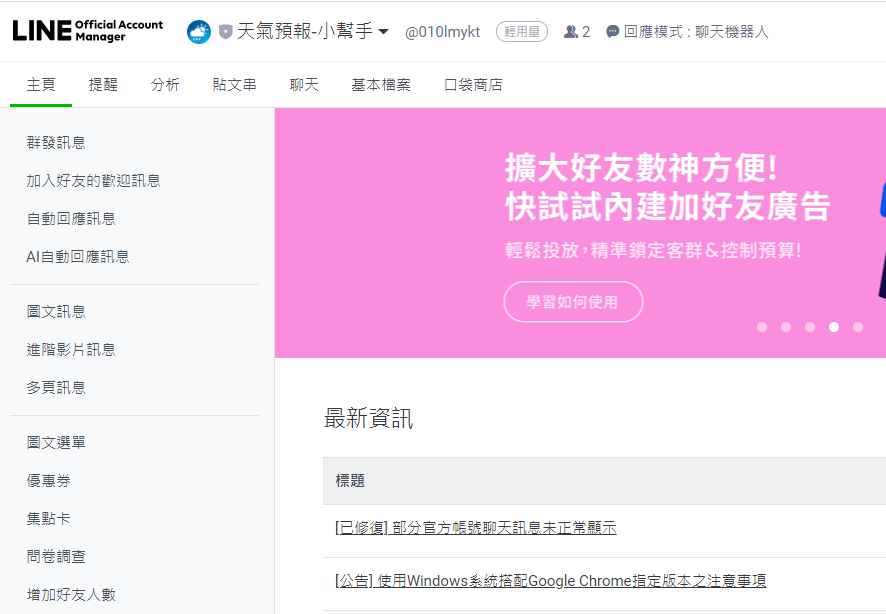 LINE Official Account Manager
天氣預報-小幫手
@010lmykt
輕用量
2
回應模式 : 聊天機器人
主頁
提醒
分析
貼文串
聊天
基本檔案
口袋商店
群發訊息
加入好友的歡迎訊息
自動回應訊息
AI自動回應訊息
圖文訊息
進階影片訊息
多頁訊息
圖文選單
優惠券
集點卡
問卷調查
增加好友人數
擴大好友數神方便!
快試試內建加好友廣告
輕鬆投放，精準鎖定客群＆控制預算!
學習如何使用
最新資訊
標題
[已修復] 部分官方帳號聊天訊息未正常顯示
[公告] 使用Windows系統搭配Google Chrome指定版本之注意事項